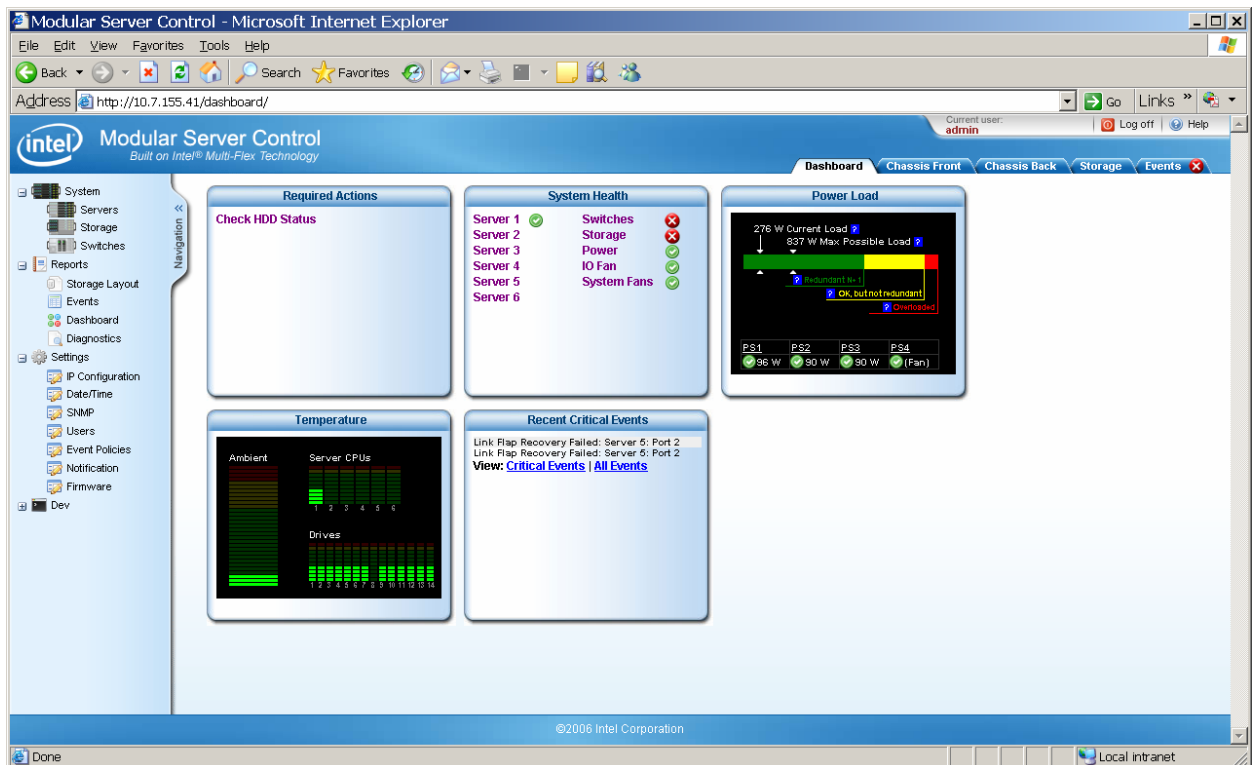 Modular Server Control - Microsoft Internet Explorer
File Edit View Favorites Tools Help
Back Search Favorites
Address http://10.7.155.41/dashboard/ Go Links »
intel Modular Server Control
Built on Intel® Multi-Flex Technology
Current user:
admin
Log off Help
Dashboard Chassis Front Chassis Back Storage Events
System
Servers
Storage
Switches
Reports
Storage Layout
Events
Dashboard
Diagnostics
Settings
IP Configuration
Date/Time
SNMP
Users
Event Policies
Notification
Firmware
Dev
« Navigation
Required Actions
Check HDD Status
System Health
Server 1 Switches
Server 2 Storage
Server 3 Power
Server 4 IO Fan
Server 5 System Fans
Server 6
Power Load
276 W Current Load ?
837 W Max Possible Load ?
? Redundant N+1
? OK, but not redundant
? Overloaded
PS1 PS2 PS3 PS4
96 W 90 W 90 W (Fan)
Temperature
Ambient Server CPUs
1 2 3 4 5 6
Drives
1 2 3 4 5 6 7 8 9 10 11 12 13 14
Recent Critical Events
Link Flap Recovery Failed: Server 5: Port 2
Link Flap Recovery Failed: Server 5: Port 2
View: Critical Events | All Events
©2006 Intel Corporation
Done Local intranet